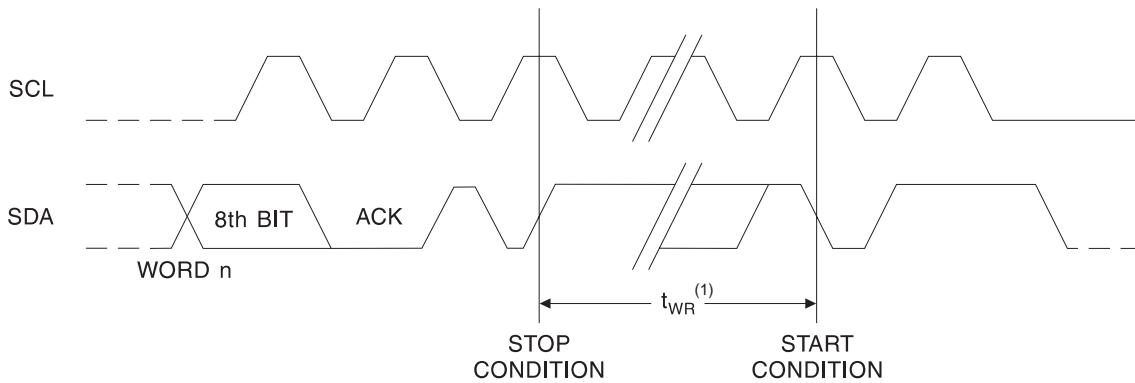 SCL
SDA
8th BIT
ACK
WORD n
tWR(1)
STOP
CONDITION
START
CONDITION